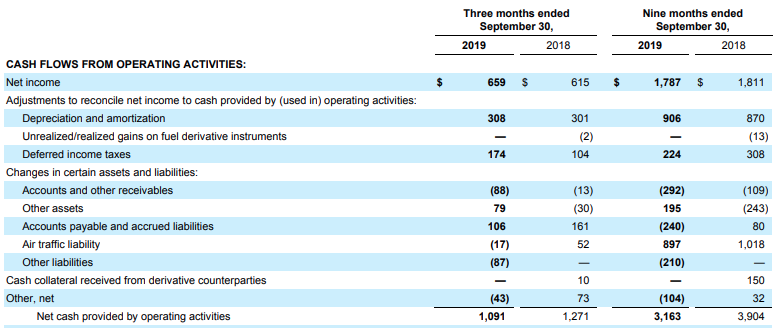 Three months ended Nine months ended
September 30, September 30,
2019 2018 2019 2018
CASH FLOWS FROM OPERATING ACTIVITIES:
Net income $ 659 $ 615 $ 1,787 $ 1,811
Adjustments to reconcile net income to cash provided by (used in) operating activities:
Depreciation and amortization 308 301 906 870
Unrealized/realized gains on fuel derivative instruments — (2) — (13)
Deferred income taxes 174 104 224 308
Changes in certain assets and liabilities:
Accounts and other receivables (88) (13) (292) (109)
Other assets 79 (30) 195 (243)
Accounts payable and accrued liabilities 106 161 (240) 80
Air traffic liability (17) 52 897 1,018
Other liabilities (87) — (210) —
Cash collateral received from derivative counterparties — 10 — 150
Other, net (43) 73 (104) 32
Net cash provided by operating activities 1,091 1,271 3,163 3,904